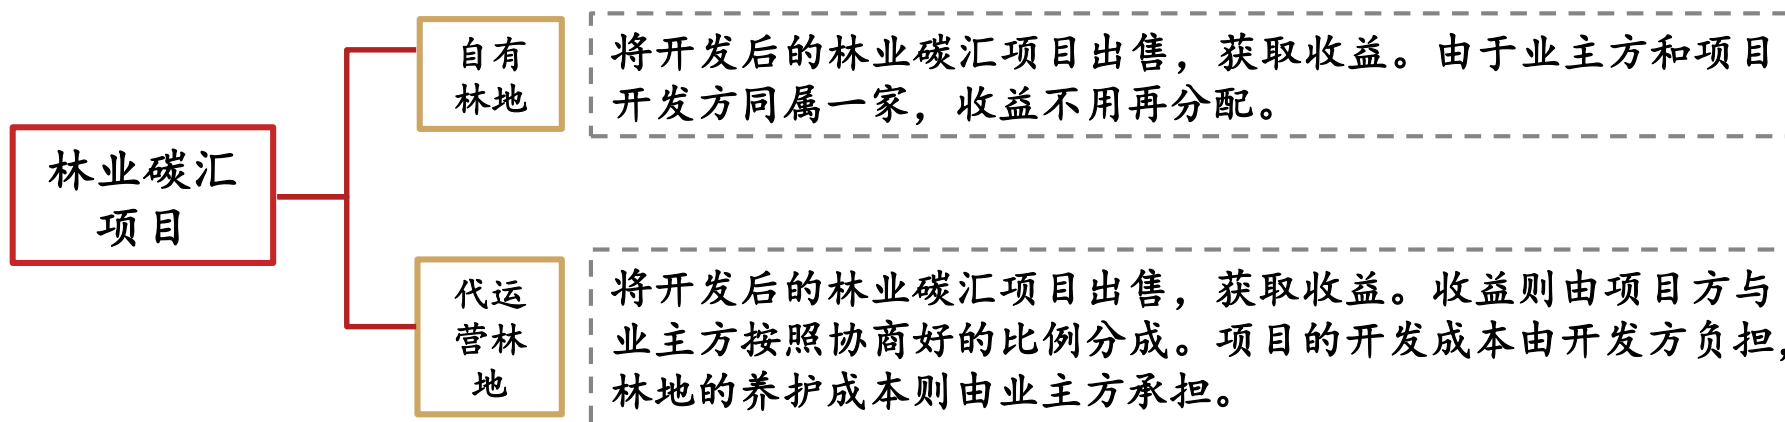 林业碳汇
项目
自有
林地
将开发后的林业碳汇项目出售，获取收益。由于业主方和项目
开发方同属一家，收益不用再分配。
代运
营林
地
将开发后的林业碳汇项目出售，获取收益。收益则由项目方与
业主方按照协商好的比例分成。项目的开发成本由开发方负担，
林地的养护成本则由业主方承担。